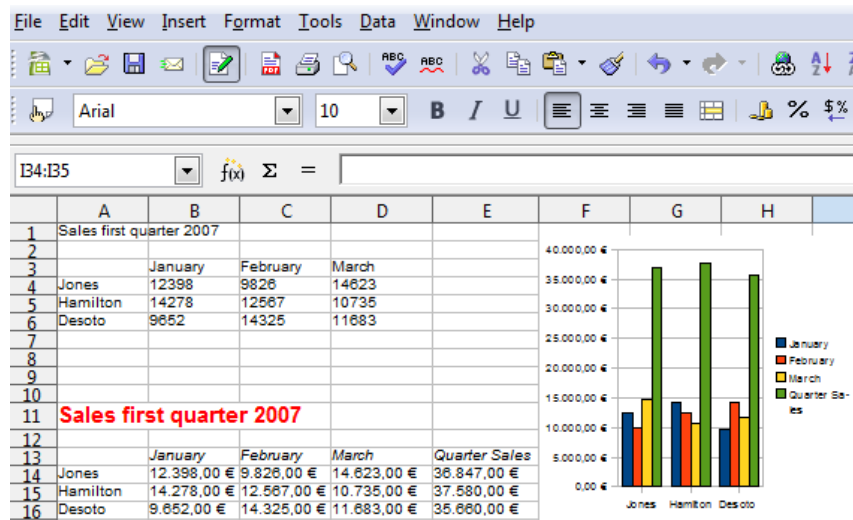 File Edit View Insert Format Tools Data Window Help
ABC ABC
Arial 10 B I U % $%
I34:I35 f(x) Σ =
A B C D E F G H
1 Sales first quarter 2007
2
3 January February March
4 Jones 12398 9826 14623
5 Hamilton 14278 12567 10735
6 Desoto 9652 14325 11683
7
8
9
10
11 Sales first quarter 2007
12
13 January February March Quarter Sales
14 Jones 12.398,00 € 9.826,00 € 14.623,00 € 36.847,00 €
15 Hamilton 14.278,00 € 12.567,00 € 10.735,00 € 37.580,00 €
16 Desoto 9.652,00 € 14.325,00 € 11.683,00 € 35.660,00 €
40.000,00 €
35.000,00 €
30.000,00 €
25.000,00 €
20.000,00 €
15.000,00 €
10.000,00 €
5.000,00 €
0,00 €
Jones Hamilton Desoto
January
February
March
Quarter Sa-
les